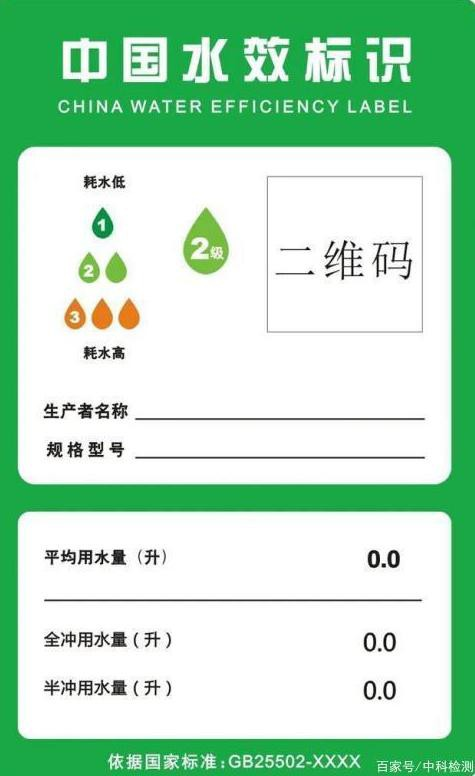 中国水效标识
CHINA WATER EFFICIENCY LABEL
耗水低
1
2
3
耗水高
2级
二维码
生产者名称
规格型号
平均用水量（升） 0.0
全冲用水量（升） 0.0
半冲用水量（升） 0.0
依据国家标准:GB25502-XXXX
百家号/中科检测